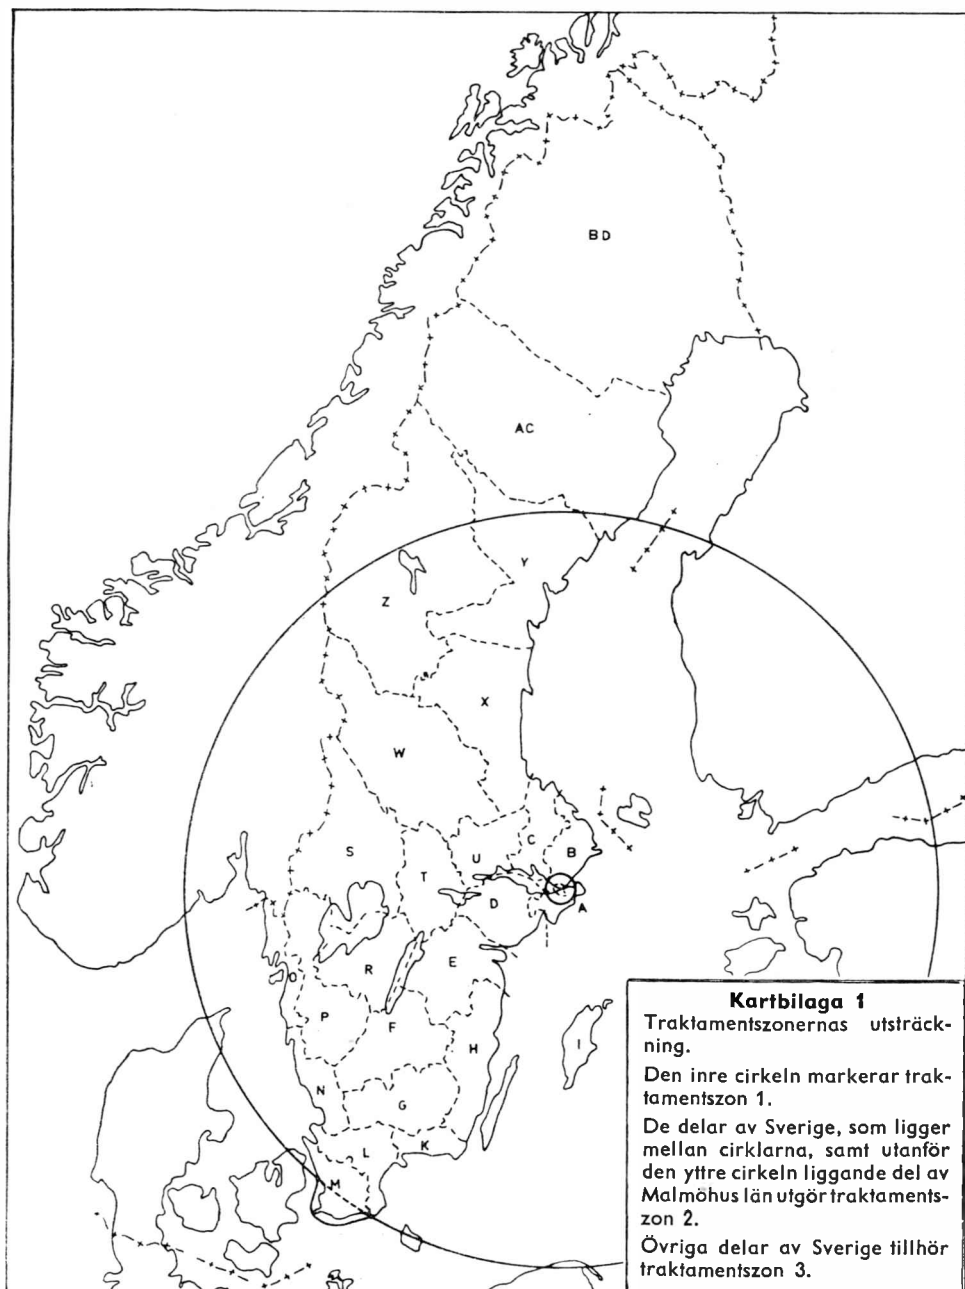 BD
AC
Y
Z
X
W
C
B
S
U
T
D
A
E
R
O
P
F
I
H
N
G
K
L
M
Kartbilaga 1
Traktamentszonernas utsträck-
ning.
Den inre cirkeln markerar trak-
tamentszon 1.
De delar av Sverige, som ligger
mellan cirklarna, samt utanför
den yttre cirkeln liggande del av
Malmöhus län utgör traktaments-
zon 2.
Övriga delar av Sverige tillhör
traktamentszon 3.